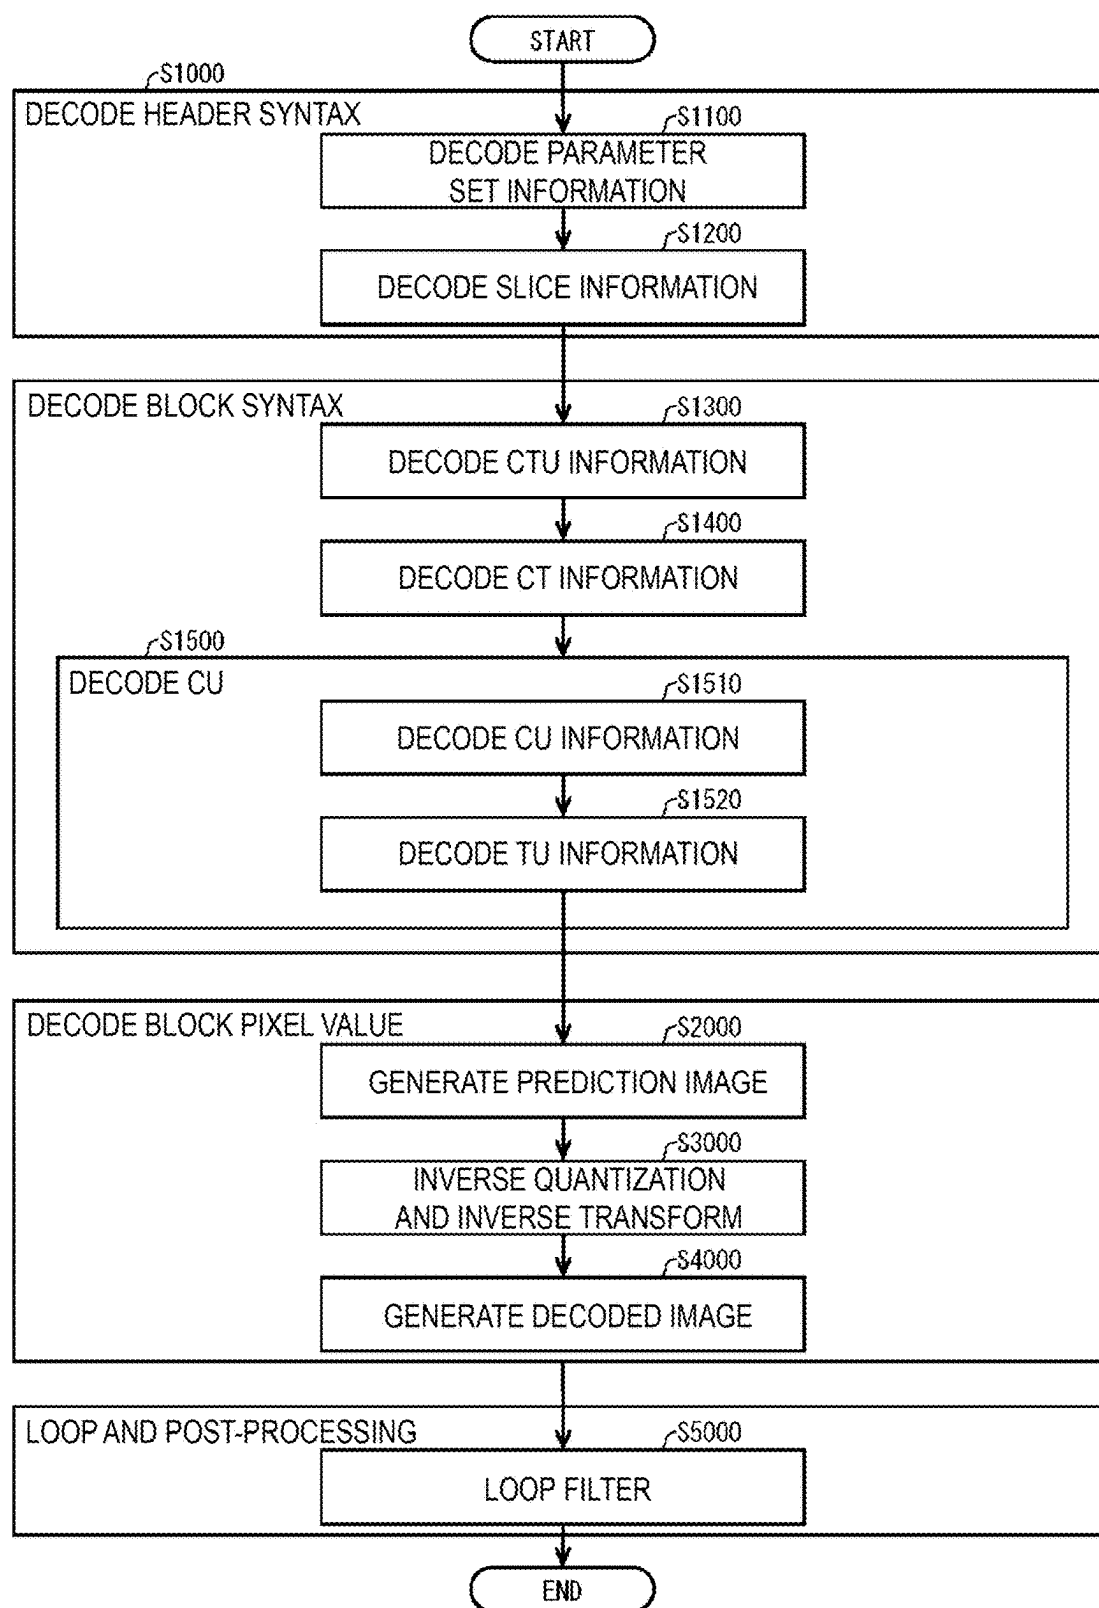 START
S1000
DECODE HEADER SYNTAX
S1100
DECODE PARAMETER
SET INFORMATION
S1200
DECODE SLICE INFORMATION
DECODE BLOCK SYNTAX
S1300
DECODE CTU INFORMATION
S1400
DECODE CT INFORMATION
S1500
DECODE CU
S1510
DECODE CU INFORMATION
S1520
DECODE TU INFORMATION
DECODE BLOCK PIXEL VALUE
S2000
GENERATE PREDICTION IMAGE
S3000
INVERSE QUANTIZATION
AND INVERSE TRANSFORM
S4000
GENERATE DECODED IMAGE
LOOP AND POST-PROCESSING
S5000
LOOP FILTER
END